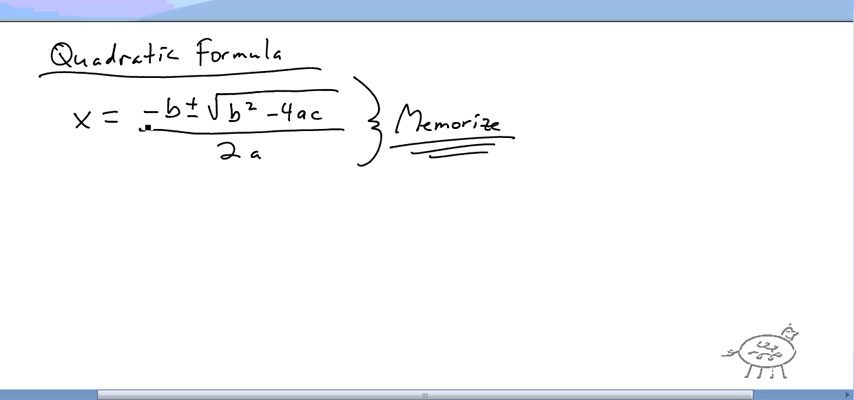 Quadratic Formula
x = -b ± √(b² - 4ac) / 2a } Memorize